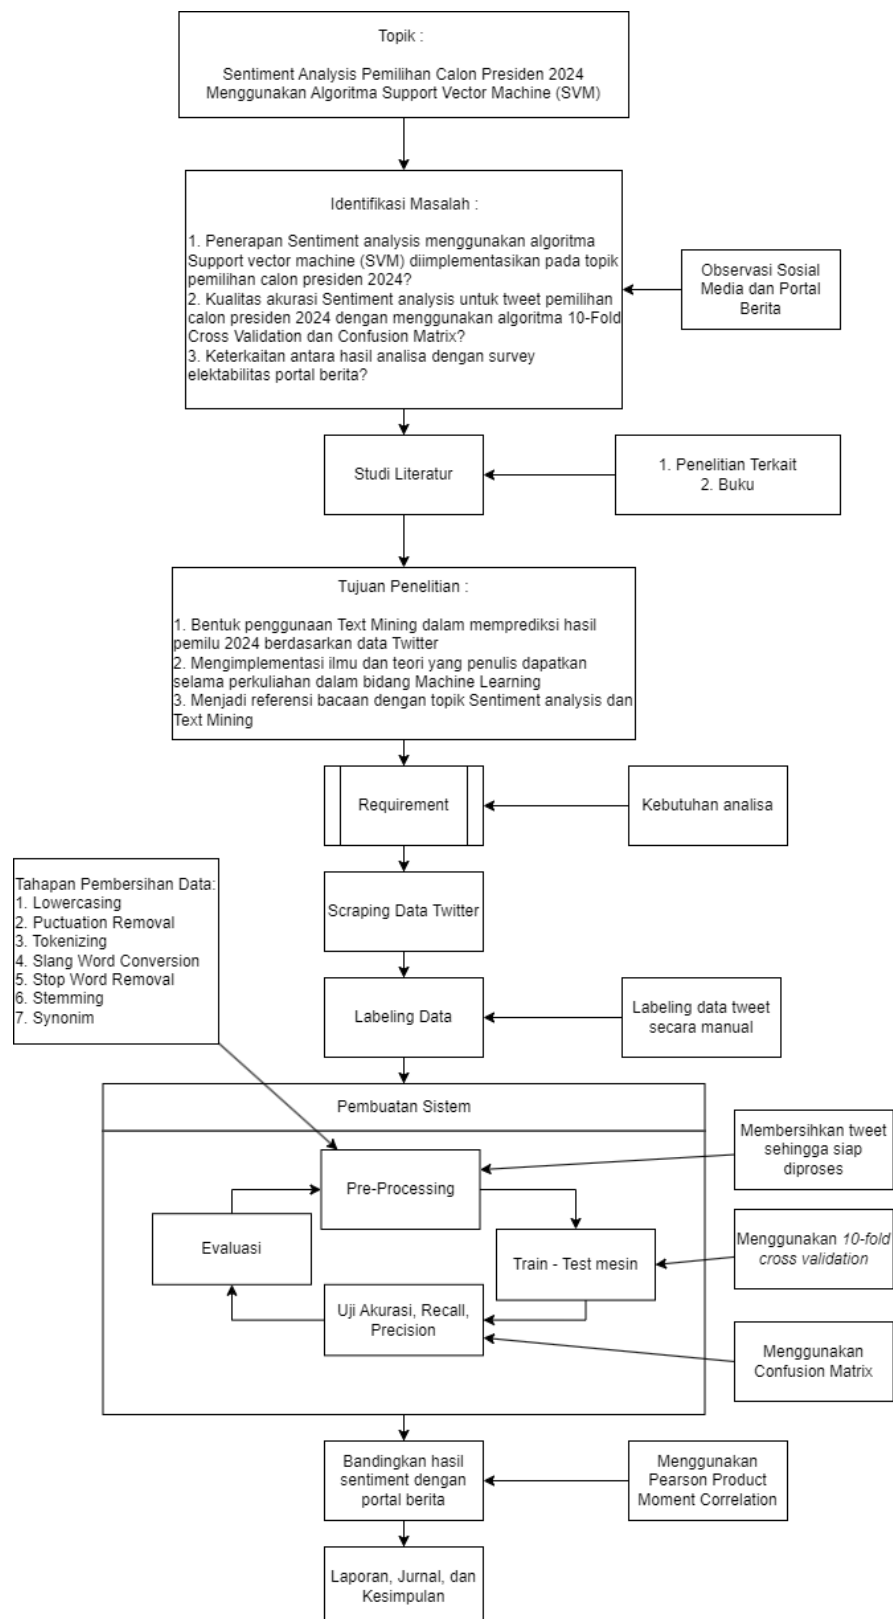 Topik :
Sentiment Analysis Pemilihan Calon Presiden 2024
Menggunakan Algoritma Support Vector Machine (SVM)
Identifikasi Masalah :
1. Penerapan Sentiment analysis menggunakan algoritma
Support vector machine (SVM) diimplementasikan pada topik
pemilihan calon presiden 2024?
2. Kualitas akurasi Sentiment analysis untuk tweet pemilihan
calon presiden 2024 dengan menggunakan algoritma 10-Fold
Cross Validation dan Confusion Matrix?
3. Keterkaitan antara hasil analisa dengan survey
elektabilitas portal berita?
Observasi Sosial
Media dan Portal
Berita
Studi Literatur
1. Penelitian Terkait
2. Buku
Tujuan Penelitian :
1. Bentuk penggunaan Text Mining dalam memprediksi hasil
pemilu 2024 berdasarkan data Twitter
2. Mengimplementasi ilmu dan teori yang penulis dapatkan
selama perkuliahan dalam bidang Machine Learning
3. Menjadi referensi bacaan dengan topik Sentiment analysis dan
Text Mining
Requirement
Kebutuhan analisa
Scraping Data Twitter
Tahapan Pembersihan Data:
1. Lowercasing
2. Puctuation Removal
3. Tokenizing
4. Slang Word Conversion
5. Stop Word Removal
6. Stemming
7. Synonim
Labeling Data
Labeling data tweet
secara manual
Pembuatan Sistem
Pre-Processing
Membersihkan tweet
sehingga siap
diproses
Evaluasi
Train - Test mesin
Menggunakan 10-fold
cross validation
Uji Akurasi, Recall,
Precision
Menggunakan
Confusion Matrix
Bandingkan hasil
sentiment dengan
portal berita
Menggunakan
Pearson Product
Moment Correlation
Laporan, Jurnal, dan
Kesimpulan